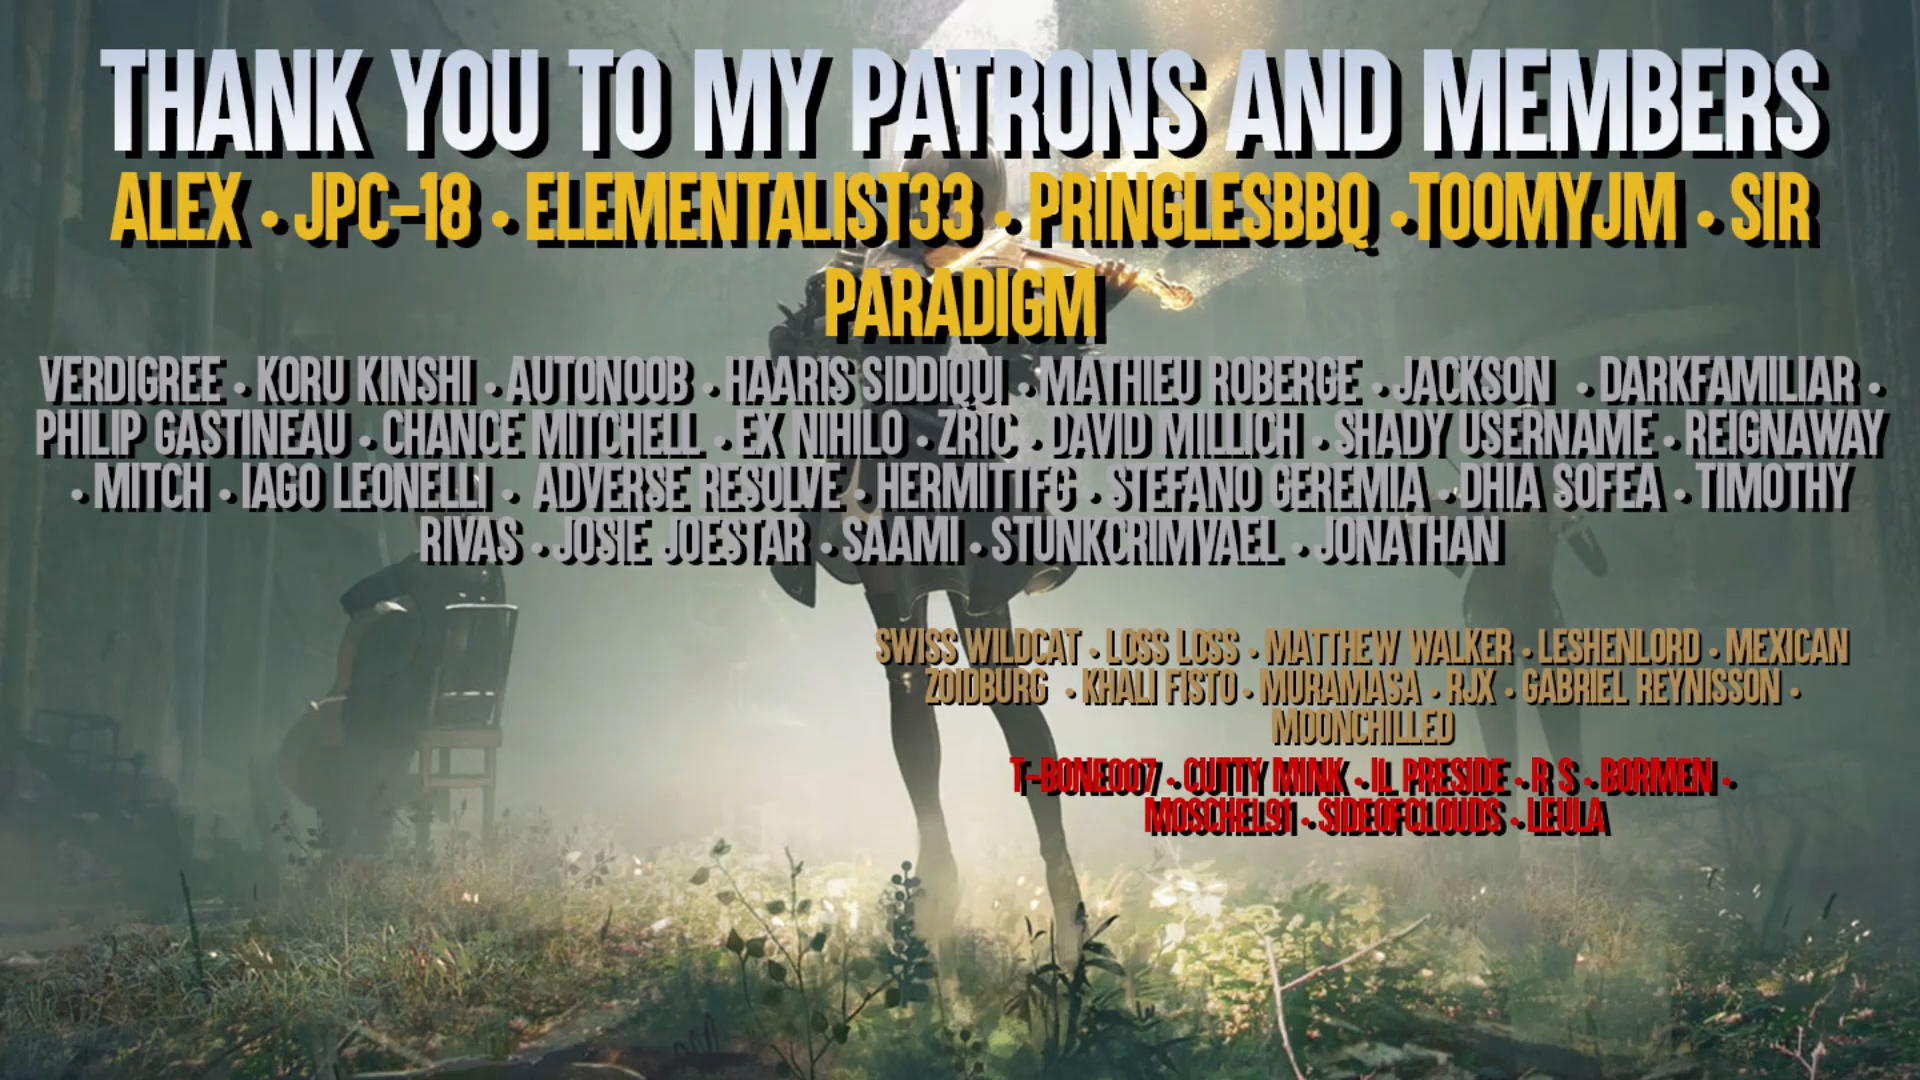 THANK YOU TO MY PATRONS AND MEMBERS
ALEX • JPC-18 • ELEMENTALIST33 • PRINGLESBBQ •TOOMYJM • SIR
PARADIGM
VERDIGREE • KORU KINSHI • AUTONOOB • HAARIS SIDDIQUI • MATHIEU ROBERGE • JACKSON • DARKFAMILIAR •
PHILIP GASTINEAU • CHANCE MITCHELL • EX NIHILO • ZRIC • DAVID MILLICH • SHADY USERNAME • REIGNAWAY
• MITCH • IAGO LEONELLI • ADVERSE RESOLVE • HERMITTFG • STEFANO GEREMIA • DHIA SOFEA • TIMOTHY
RIVAS • JOSIE JOESTAR • SAAMI • STUNKCRIMVAEL • JONATHAN
SWISS WILDCAT • LOSS LOSS • MATTHEW WALKER • LESHENLORD • MEXICAN
ZOIDBURG • KHALI FISTO • MURAMASA • RJX • GABRIEL REYNISSON •
MOONCHILLED
T-BONE007 • CUTTY MINK • IL PRESIDE • R S • BORMEN •
MOSCHEL91 • SIDEOFCLOUDS • LEULA